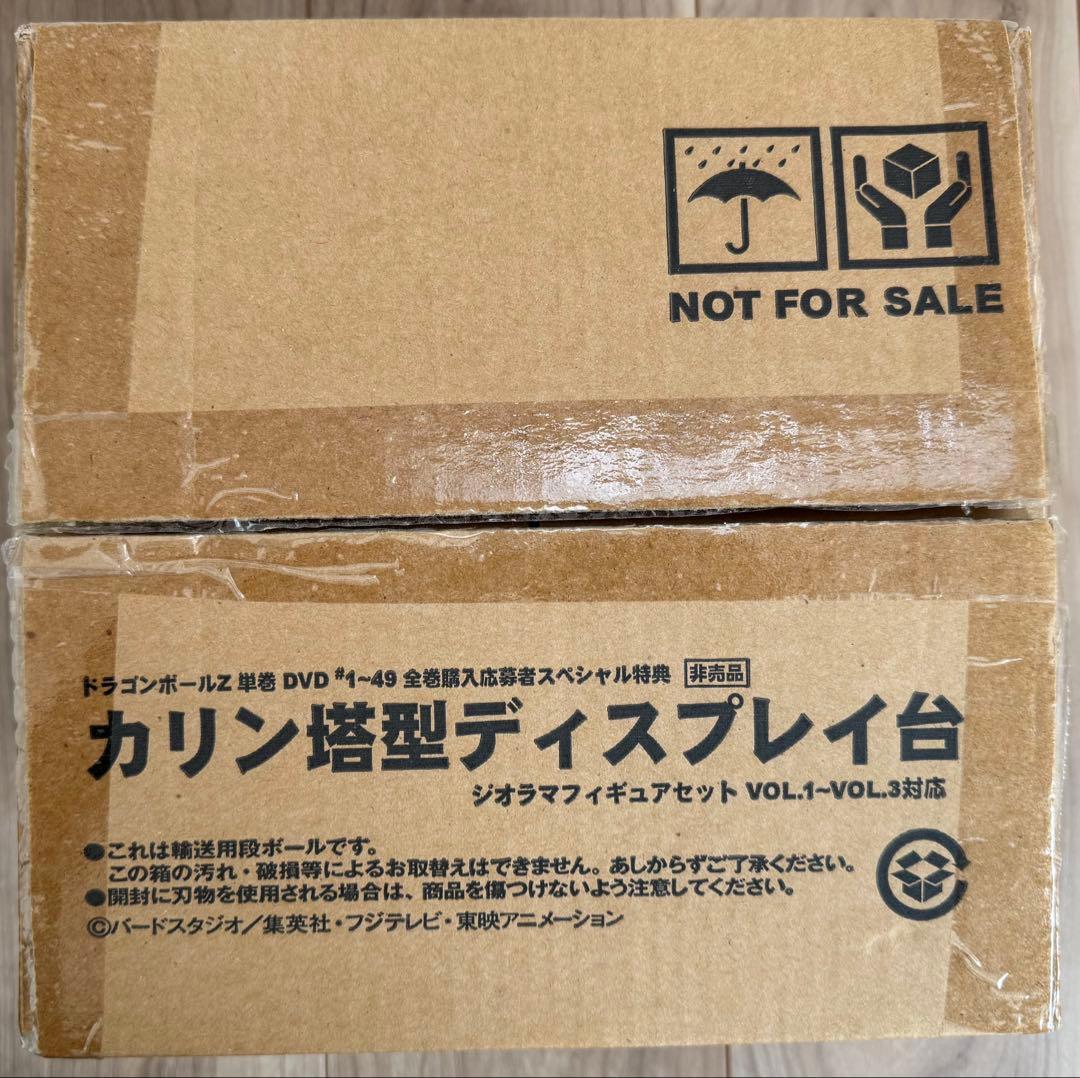 NOT FOR SALE
ドラゴンボールZ 単巻 DVD #1~49 全巻購入応募者スペシャル特典 非売品
カリン塔型ディスプレイ台
ジオラマフィギュアセット VOL.1~VOL.3対応
●これは輸送用段ボールです。
この箱の汚れ・破損等によるお取替えはできません。あしからずご了承ください。
●開封に刃物を使用される場合は、商品を傷つけないよう注意してください。
©バードスタジオ／集英社・フジテレビ・東映アニメーション